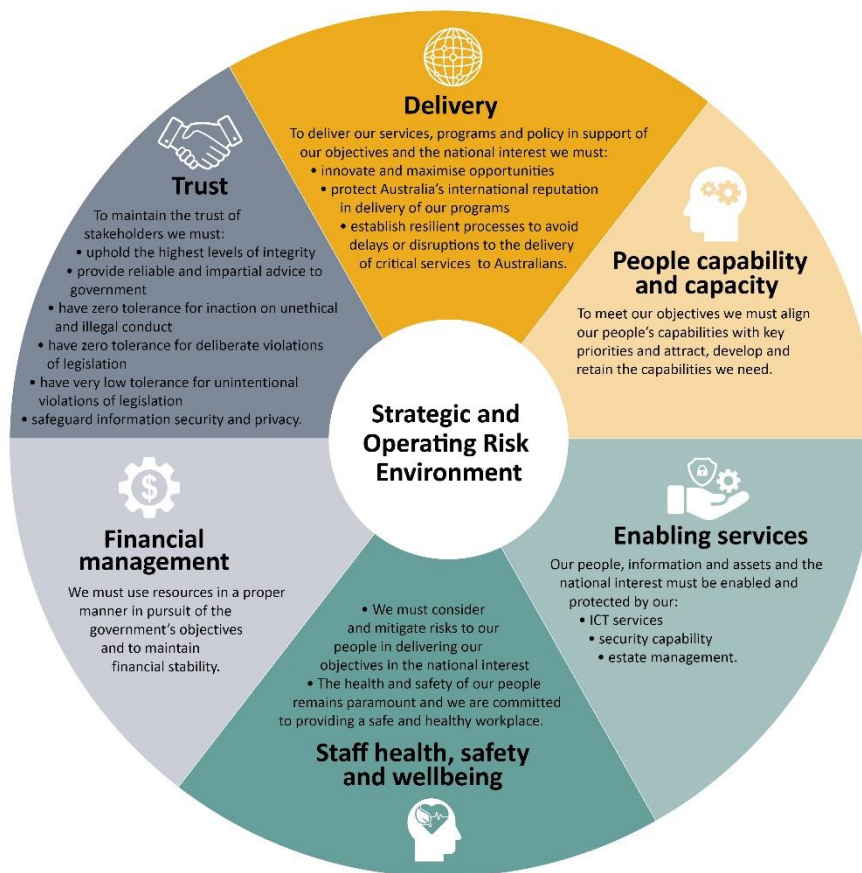 Delivery
To deliver our services, programs and policy in support of
our objectives and the national interest we must:
• innovate and maximise opportunities
• protect Australia's international reputation
in delivery of our programs
• establish resilient processes to avoid
delays or disruptions to the delivery
of critical services to Australians.
People capability
and capacity
To meet our objectives we must align
our people's capabilities with key
priorities and attract, develop and
retain the capabilities we need.
Enabling services
Our people, information and assets and the
national interest must be enabled and
protected by our:
• ICT services
• security capability
• estate management.
• We must consider
and mitigate risks to our
people in delivering our
objectives in the national interest
• The health and safety of our people
remains paramount and we are committed
to providing a safe and healthy workplace.
Staff health, safety
and wellbeing
Financial
management
We must use resources in a proper
manner in pursuit of the
government's objectives
and to maintain
financial stability.
Trust
To maintain the trust of
stakeholders we must:
• uphold the highest levels of integrity
• provide reliable and impartial advice to
government
• have zero tolerance for inaction on unethical
and illegal conduct
• have zero tolerance for deliberate violations
of legislation
• have very low tolerance for unintentional
violations of legislation
• safeguard information security and privacy.
Strategic and
Operating Risk
Environment
$